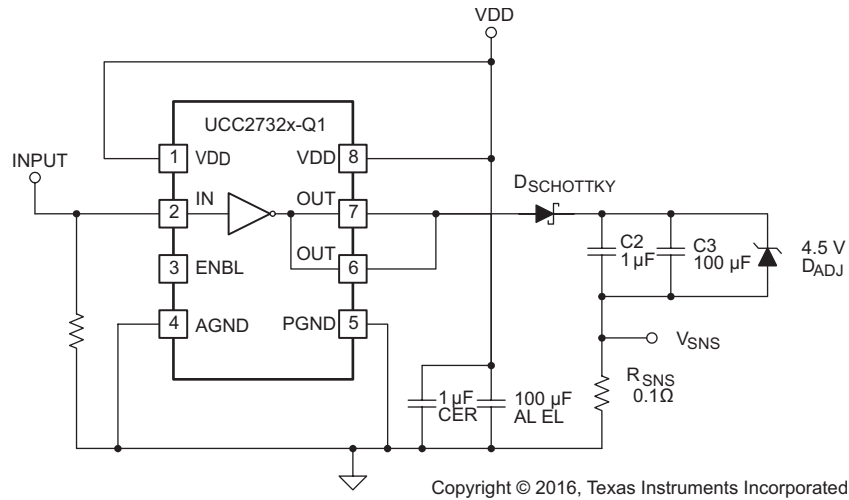 VDD
UCC2732x-Q1
INPUT
1 VDD VDD 8
DSCHOTTKY
2 IN OUT 7
C2 1 µF
C3 100 µF
4.5 V DADJ
3 ENBL OUT 6
4 AGND PGND 5
VSNS
1 µF CER
100 µF AL EL
RSNS 0.1Ω
Copyright © 2016, Texas Instruments Incorporated